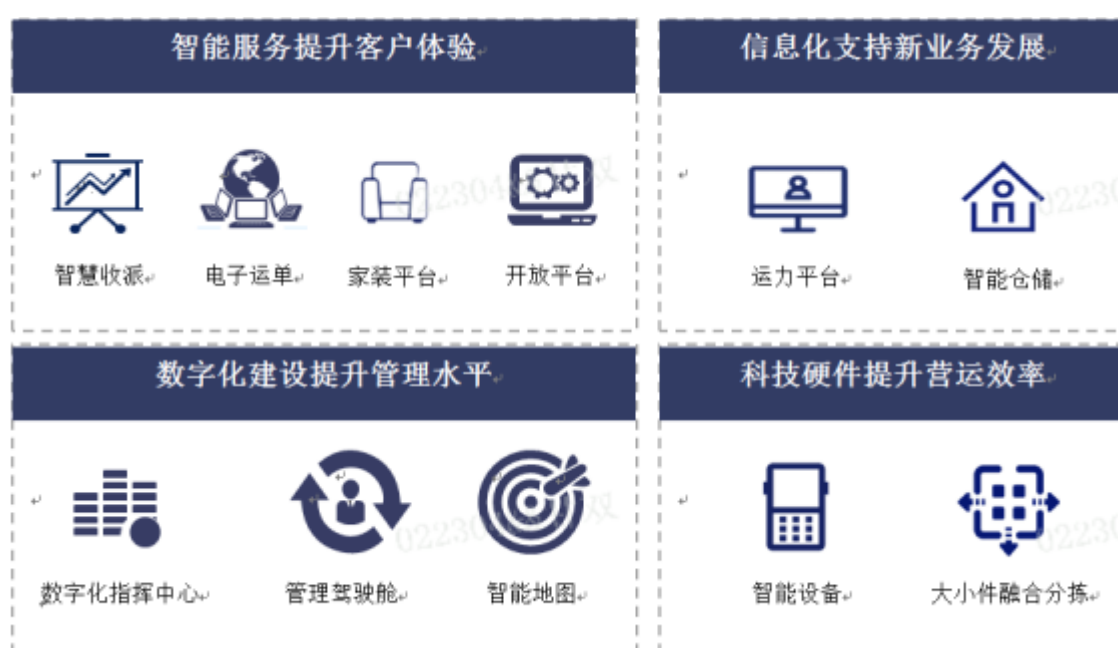 智能服务提升客户体验
信息化支持新业务发展
智慧收派
电子运单
家装平台
开放平台
运力平台
智能仓储
数字化建设提升管理水平
科技硬件提升营运效率
数字化指挥中心
管理驾驶舱
智能地图
智能设备
大小件融合分拣